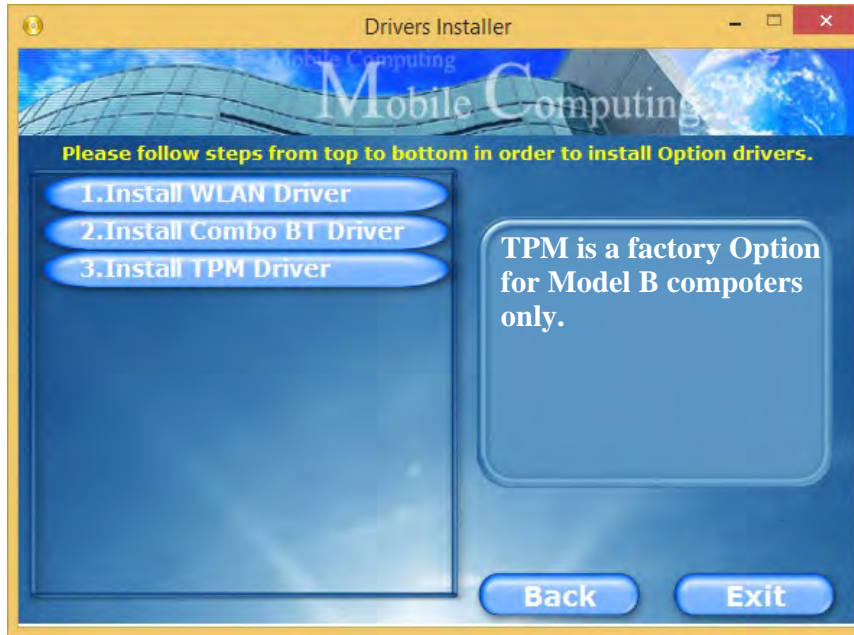 Drivers Installer
Mobile Computing
Mobile Computing
Please follow steps from top to bottom in order to install Option drivers.
1.Install WLAN Driver
2.Install Combo BT Driver
3.Install TPM Driver
TPM is a factory Option
for Model B compoters
only.
Back
Exit